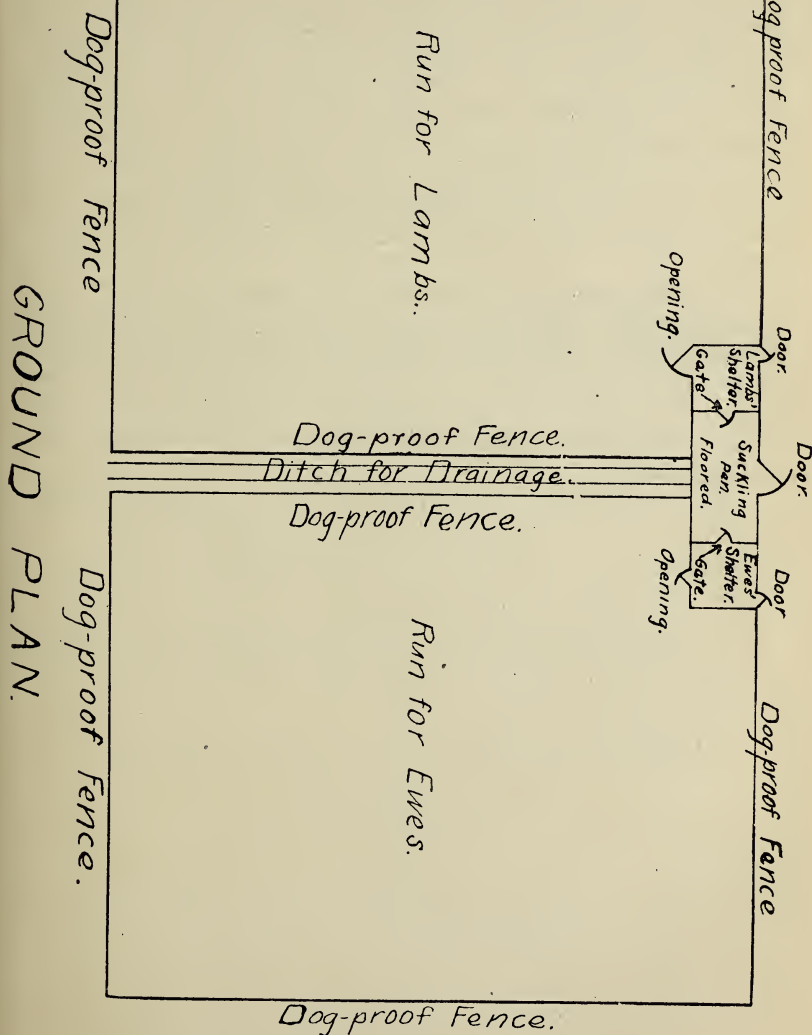 Door.
og proof Fence
Door.
Door
Dog-proof Fence
Lambs'
Shelter.
Gate
Opening.
Suckling
Pen.
Floored.
Ewes'
Shelter.
Gate.
Opening.
Run for Lambs..
Dog-proof Fence.
Ditch for Drainage.
Dog-proof Fence.
Run for Ewes.
Dog-proof Fence.
Dog-proof Fence
Dog-proof Fence.
GROUND PLAN.